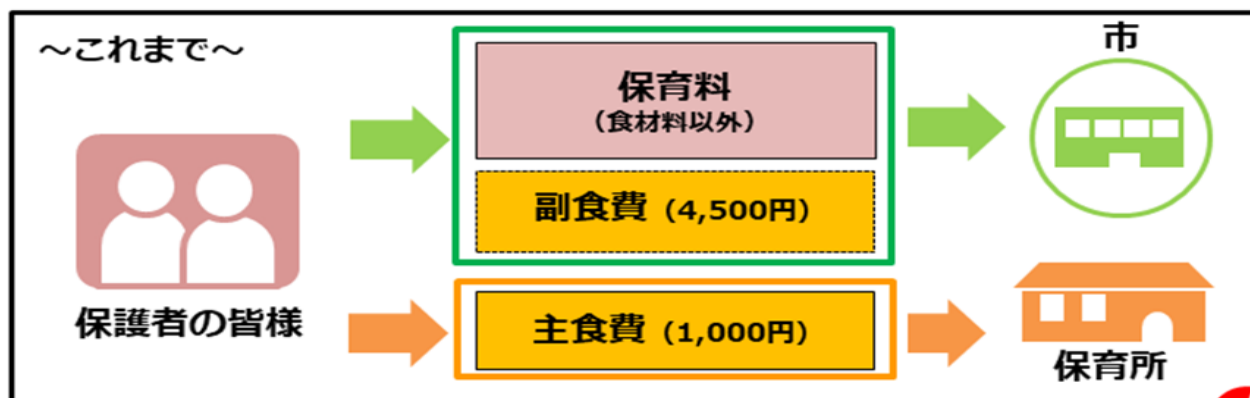 ~これまで~
市
保育料
(食材料以外)
副食費 (4,500円)
保護者の皆様
主食費 (1,000円)
保育所